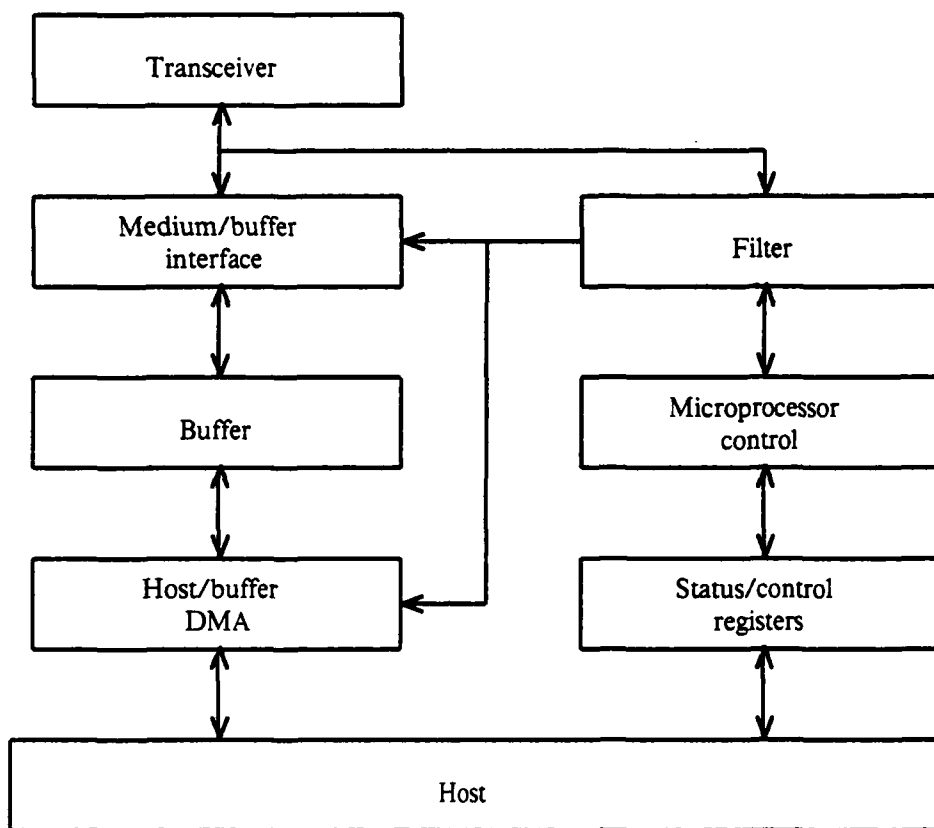 Transceiver
Medium/buffer
interface
Filter
Buffer
Microprocessor
control
Host/buffer
DMA
Status/control
registers
Host